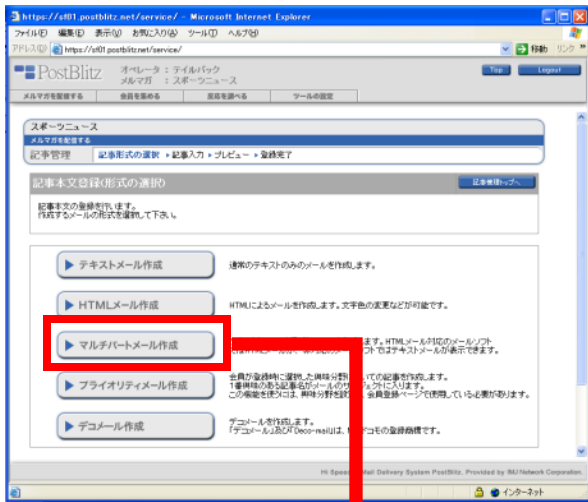 https://sf01.postblitz.net/service/ - Microsoft Internet Explorer
ファイル(F) 編集(E) 表示(V) お気に入り(A) ツール(T) ヘルプ(H)
アドレス(D) https://sf01.postblitz.net/service/ 移動 リンク »
PostBlitz オペレータ : テイルバック Top Logout
メルマガ : スポーツニュース
メルマガを配信する 会員を集める 反応を調べる ツールの設定
スポーツニュース
メルマガを配信する
記事管理 記事形式の選択 ▶記事入力 ▶プレビュー ▶登録完了
記事本文登録(形式の選択) 記事管理トップへ
記事本文の登録を行います。
作成するメールの形式を選択して下さい。
テキストメール作成 通常のテキストのみのメールを作成します。
HTMLメール作成 HTMLによるメールを作成します。文字色の変更などが可能です。
マルチパートメール作成 ます。HTMLメール対応のメールソフト
ソフトではテキストメールが表示できます。
プライオリティメール作成 会員が登録時に選択した興味分野 いての記事を作成します。
1番興味のある記事名がメールのサ ジェクトに入ります。
この機能を使うには、興味分野を設 、会員登録ページで使用している必要があります。
デコメール作成 デコメールを作成します。
「デコメール」及び「Deco-mail」は、 ドコモの登録商標です。
Hi Speed Mail Delivery System PostBlitz. Provided by IMJ Network Corporation.
インターネット